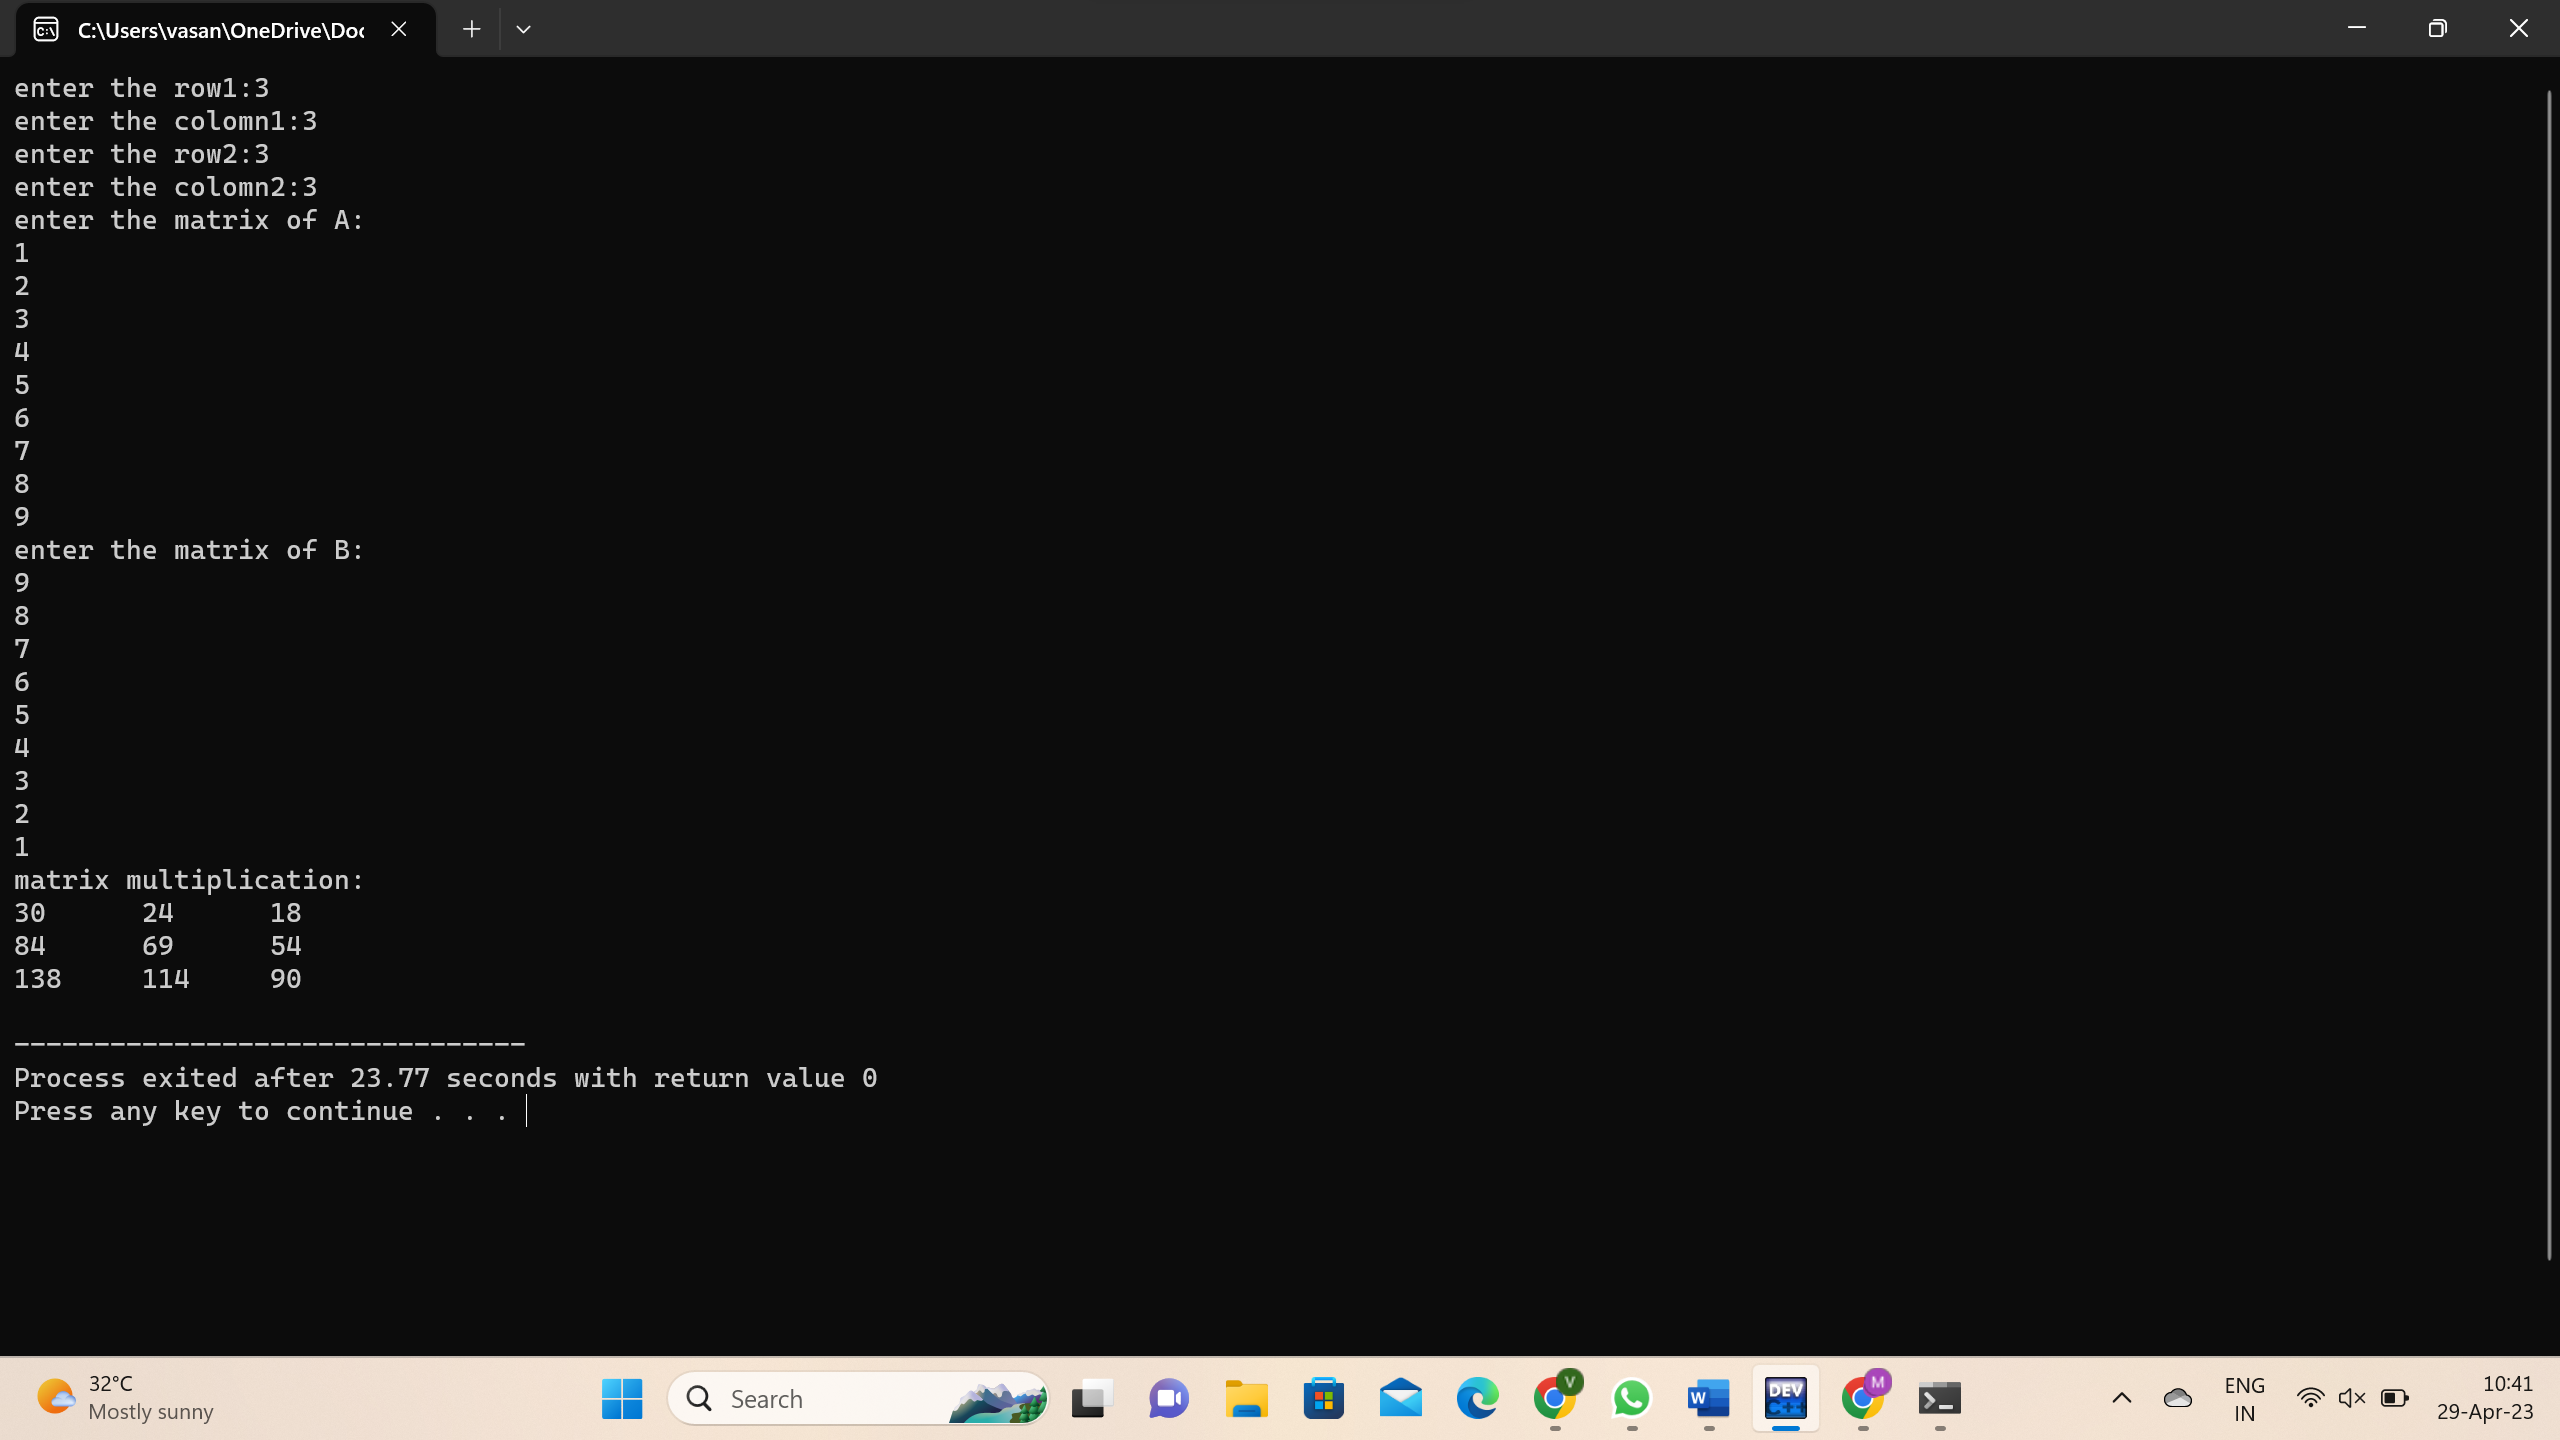 C:\Users\vasan\OneDrive\Doc
enter the row1:3
enter the colomn1:3
enter the row2:3
enter the colomn2:3
enter the matrix of A:
1
2
3
4
5
6
7
8
9
enter the matrix of B:
9
8
7
6
5
4
3
2
1
matrix multiplication:
30 24 18
84 69 54
138 114 90
--------------------------------
Process exited after 23.77 seconds with return value 0
Press any key to continue . . .
32°C
Mostly sunny
Search
V
W
DEV
C++
M
ENG
IN
10:41
29-Apr-23